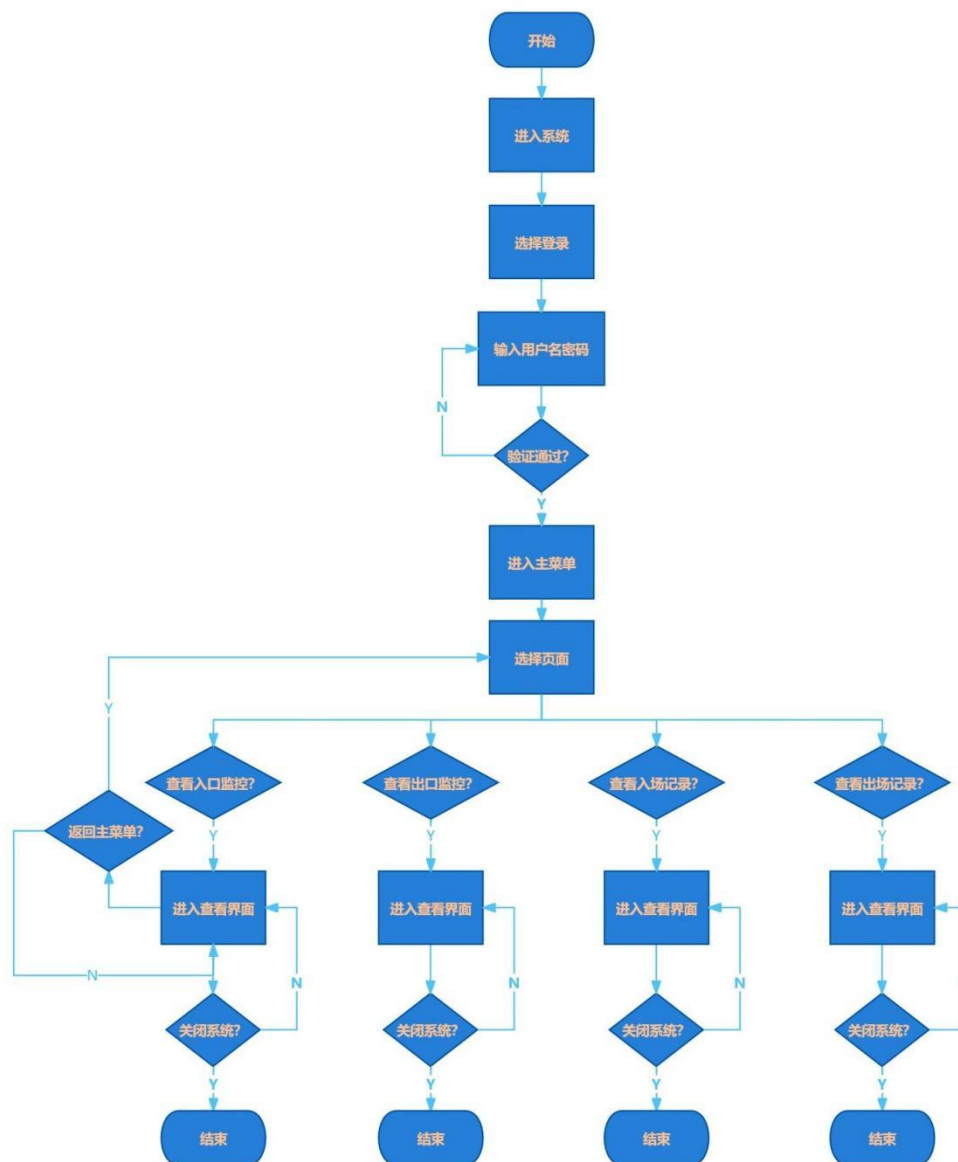 开始
进入系统
选择登录
输入用户名密码
N
验证通过?
Y
进入主菜单
选择页面
Y
查看入口监控?
查看出口监控?
查看入场记录?
查看出场记录?
返回主菜单?
Y
Y
Y
Y
进入查看界面
进入查看界面
进入查看界面
进入查看界面
N
N
N
N
关闭系统?
关闭系统?
关闭系统?
关闭系统?
Y
Y
Y
Y
结束
结束
结束
结束